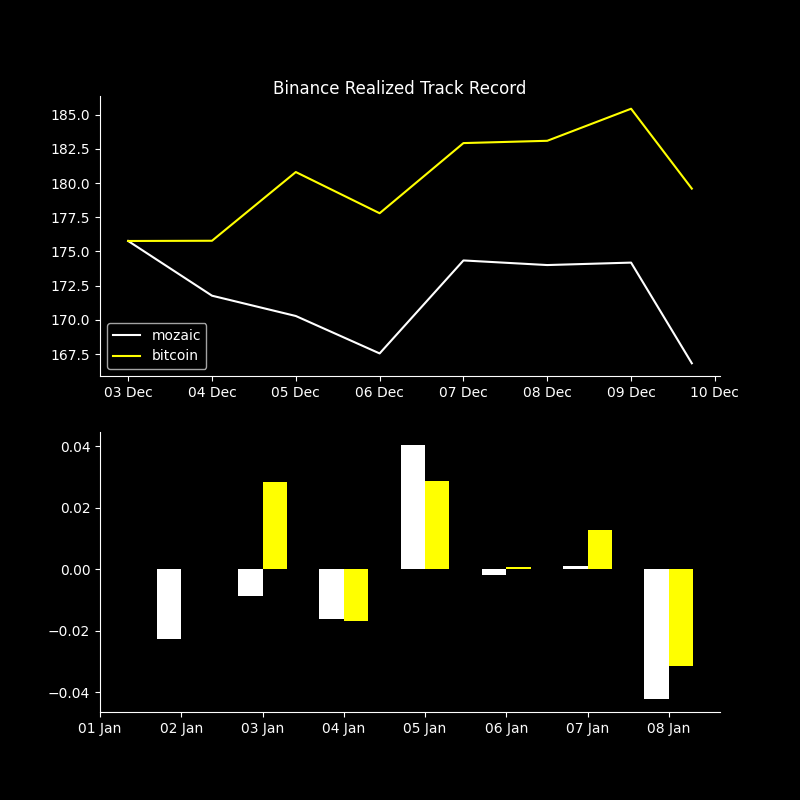 Binance Realized Track Record
185.0
182.5
180.0
177.5
175.0
172.5
170.0
167.5
mozaic
bitcoin
03 Dec 04 Dec 05 Dec 06 Dec 07 Dec 08 Dec 09 Dec 10 Dec
0.04
0.02
0.00
−0.02
−0.04
01 Jan 02 Jan 03 Jan 04 Jan 05 Jan 06 Jan 07 Jan 08 Jan